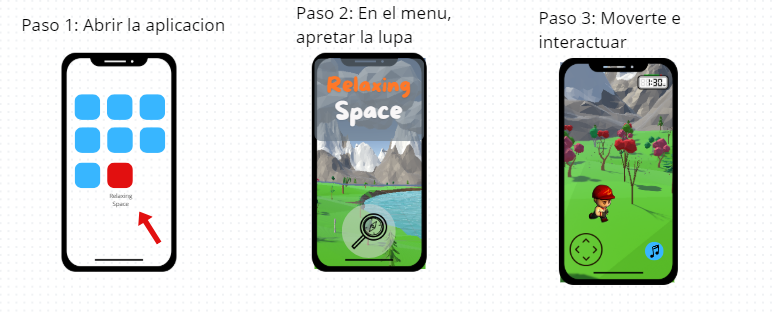 Paso 1: Abrir la aplicacion
Relaxing
Space
Paso 2: En el menu,
apretar la lupa
Relaxing
Space
Paso 3: Moverte e
interactuar
1:30